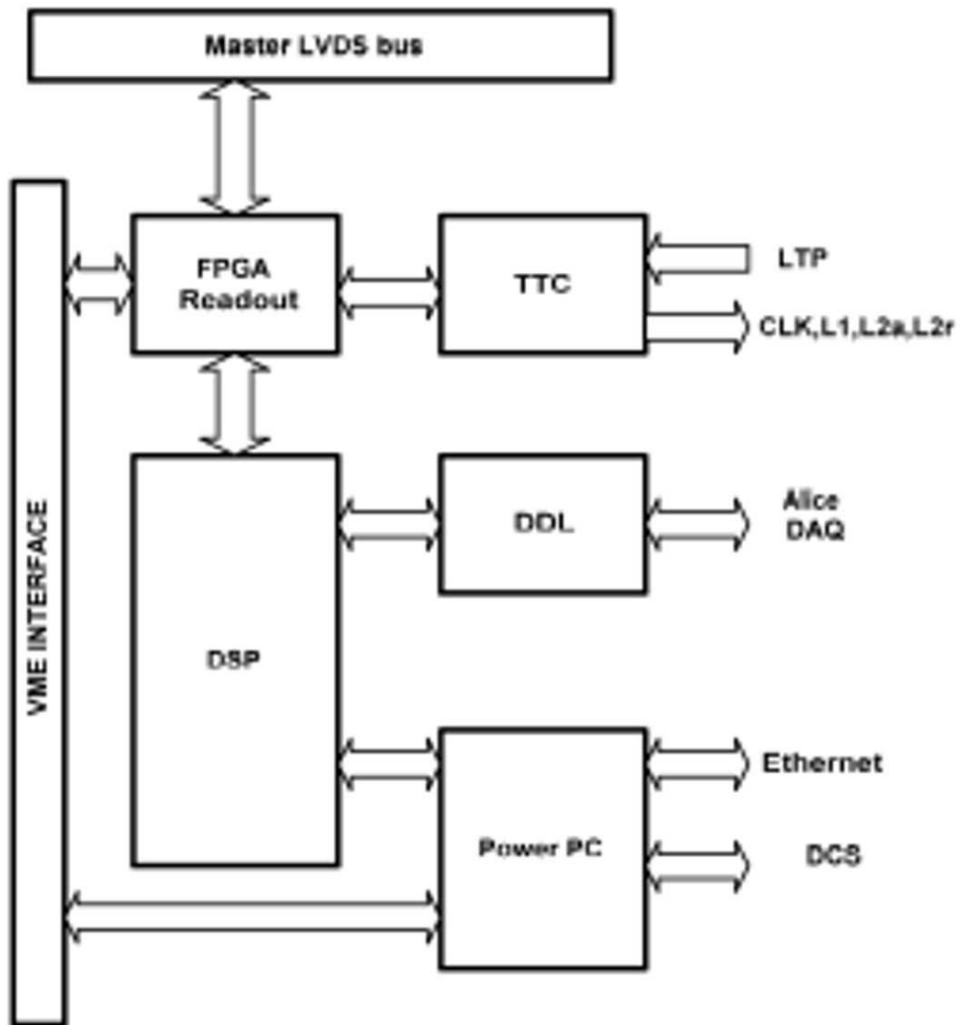 Master LVDS bus
FPGA
Readout
TTC
LTP
CLK,L1,L2a,L2r
VME INTERFACE
DSP
DDL
Alice
DAQ
Power PC
Ethernet
DCS